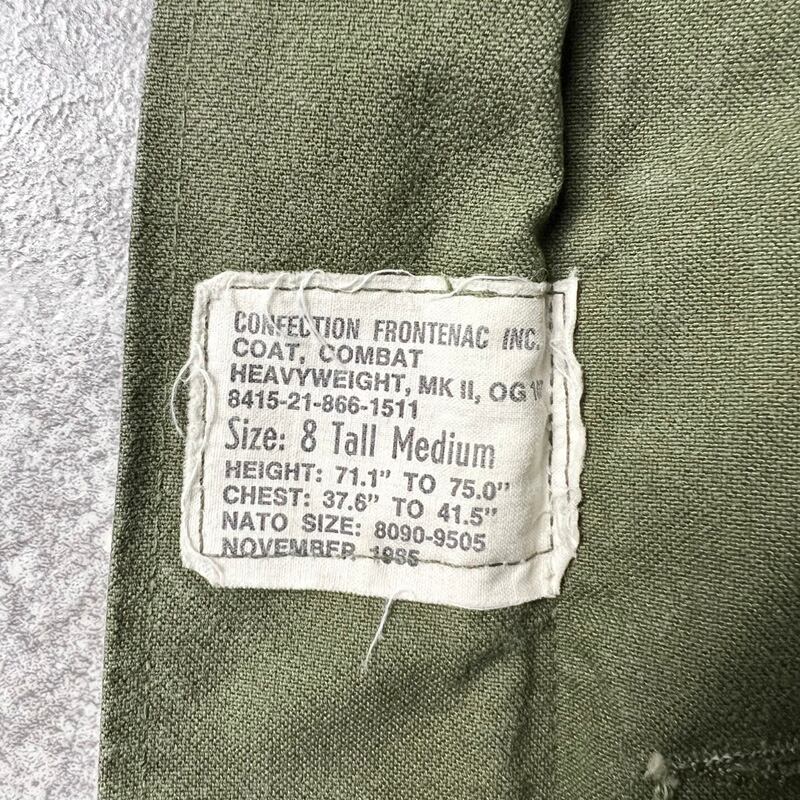 CONFECTION FRONTENAC INC.
COAT, COMBAT
HEAVYWEIGHT, MK II, OG
8415-21-866-1511
Size: 8 Tall Medium
HEIGHT: 71.1" TO 75.0"
CHEST: 37.6" TO 41.5"
NATO SIZE: 8090-9505
NOVEMBER